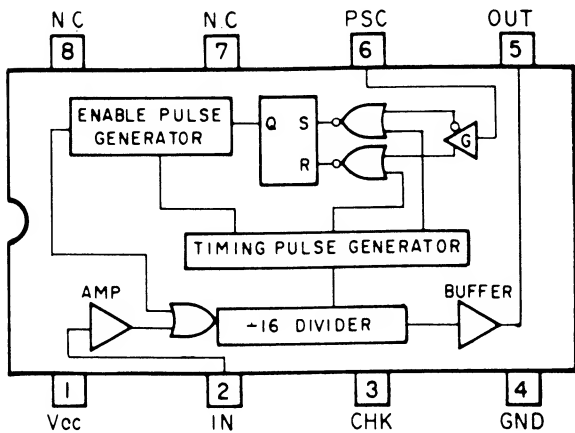 N C N.C PSC OUT
8 7 6 5
ENABLE PULSE
GENERATOR
Q S
R
G
TIMING PULSE GENERATOR
AMP
BUFFER
÷16 DIVIDER
1 2 3 4
Vcc IN CHK GND